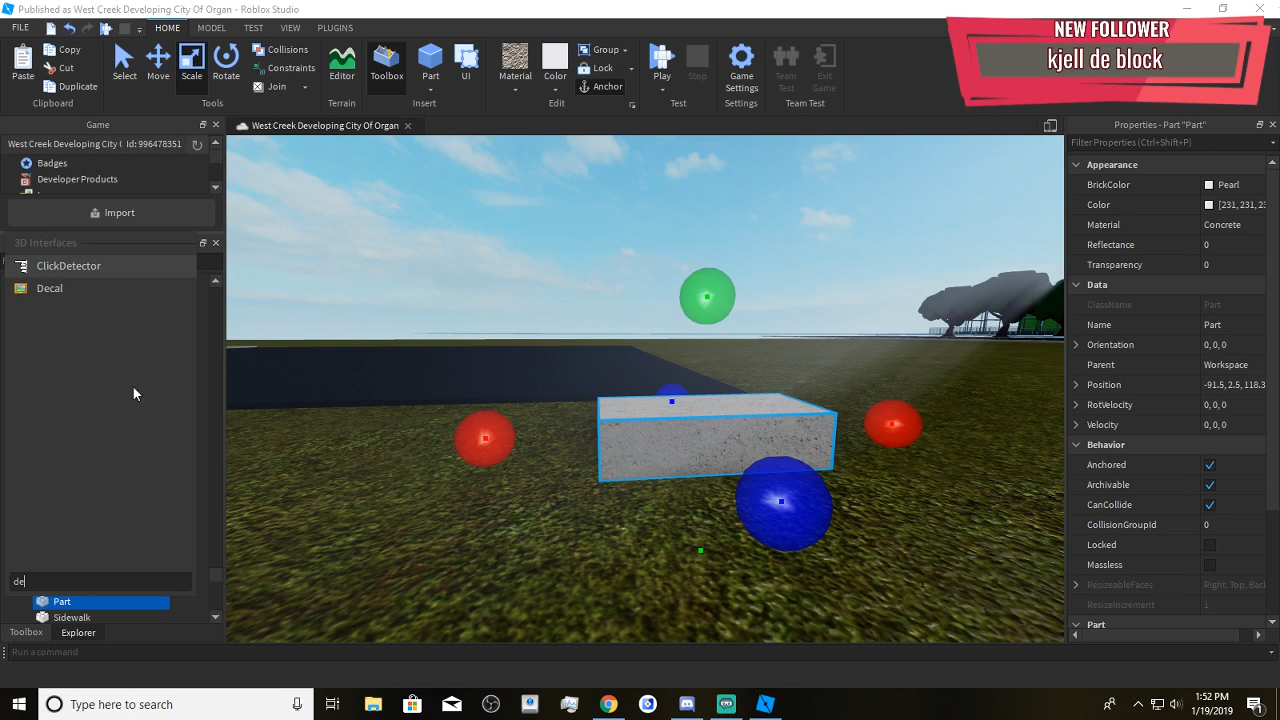 Published as West Creek Developing City Of Organ - Roblox Studio
FILE HOME MODEL TEST VIEW PLUGINS
NEW FOLLOWER
kjell de block
Paste Copy Cut Duplicate
Select Move Scale Rotate Collisions Constraints Join
Editor Toolbox Part UI
Material Color Group Lock Anchor
Play Stop Game Settings Team Test Exit Game
Clipboard Tools Terrain Insert Edit Test Settings Team Test
Game
West Creek Developing City Of Organ
Properties - Part "Part"
West Creek Developing City ( Id: 996478351
Filter Properties (Ctrl+Shift+P)
Badges
Developer Products
Import
3D Interfaces
ClickDetector
Decal
de
Part
Sidewalk
Toolbox Explorer
Run a command
Appearance
BrickColor Pearl
Color [231, 231, 23
Material Concrete
Reflectance 0
Transparency 0
Data
ClassName Part
Name Part
Orientation 0, 0, 0
Parent Workspace
Position -91.5, 2.5, 118.3
RotVelocity 0, 0, 0
Velocity 0, 0, 0
Behavior
Anchored
Archivable
CanCollide
CollisionGroupId 0
Locked
Massless
ResizeableFaces Right, Top, Back
ResizeIncrement 1
Part
Type here to search
1:52 PM
1/19/2019
1